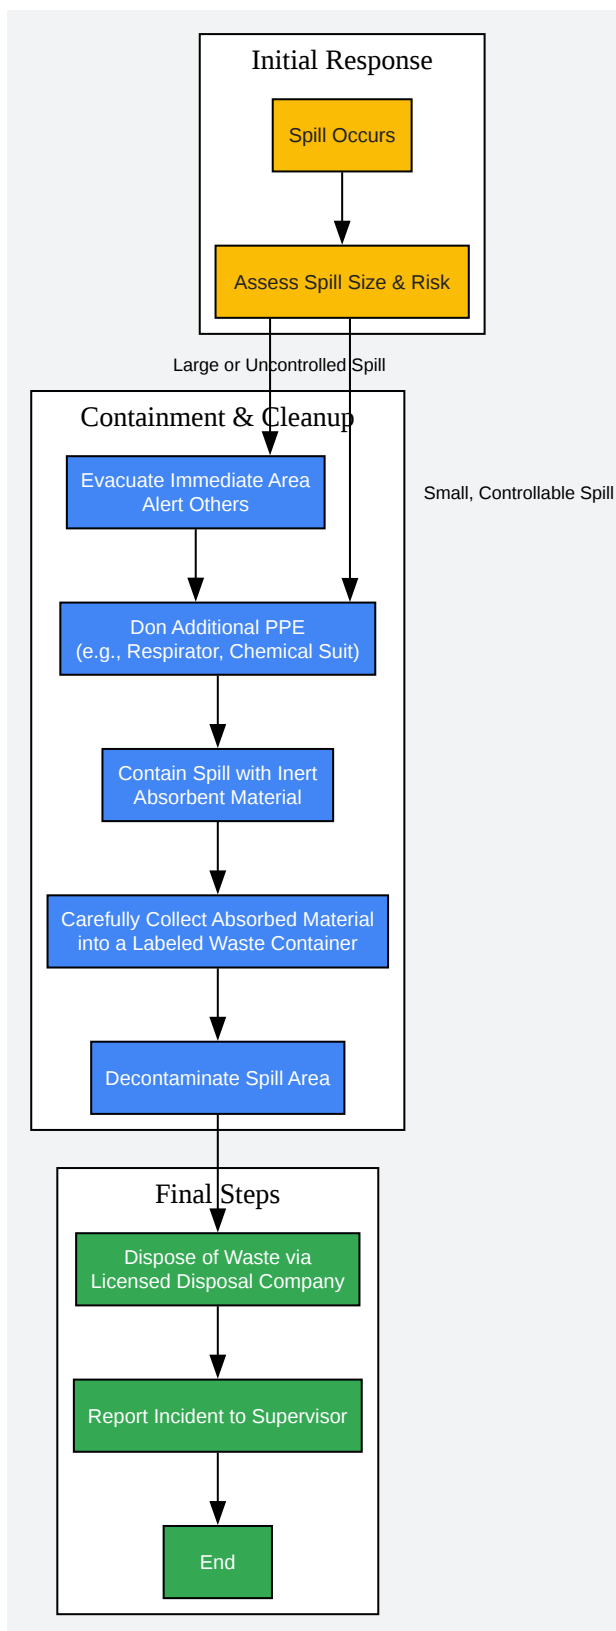 Initial Response
Spill Occurs
Assess Spill Size & Risk
Large or Uncontrolled Spill
Containment & Cleanup
Evacuate Immediate Area
Alert Others
Small, Controllable Spill
Don Additional PPE
(e.g., Respirator, Chemical Suit)
Contain Spill with Inert
Absorbent Material
Carefully Collect Absorbed Material
into a Labeled Waste Container
Decontaminate Spill Area
Final Steps
Dispose of Waste via
Licensed Disposal Company
Report Incident to Supervisor
End